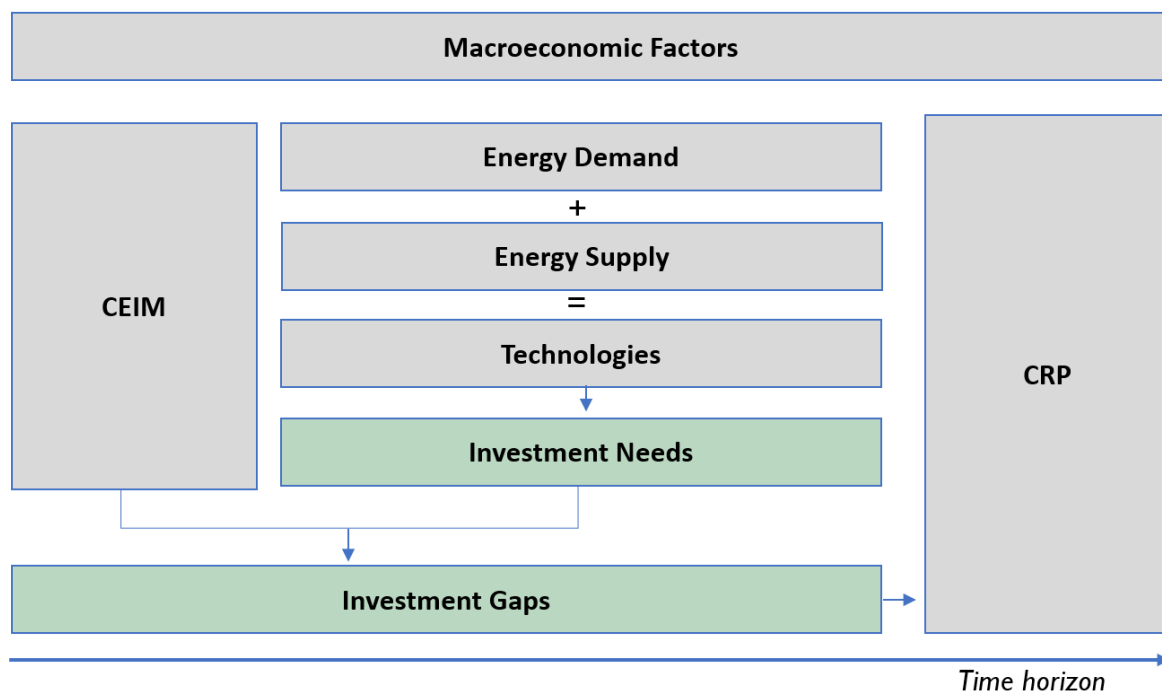 Macroeconomic Factors
CEIM
Energy Demand
+
Energy Supply
=
Technologies
Investment Needs
CRP
Investment Gaps
Time horizon